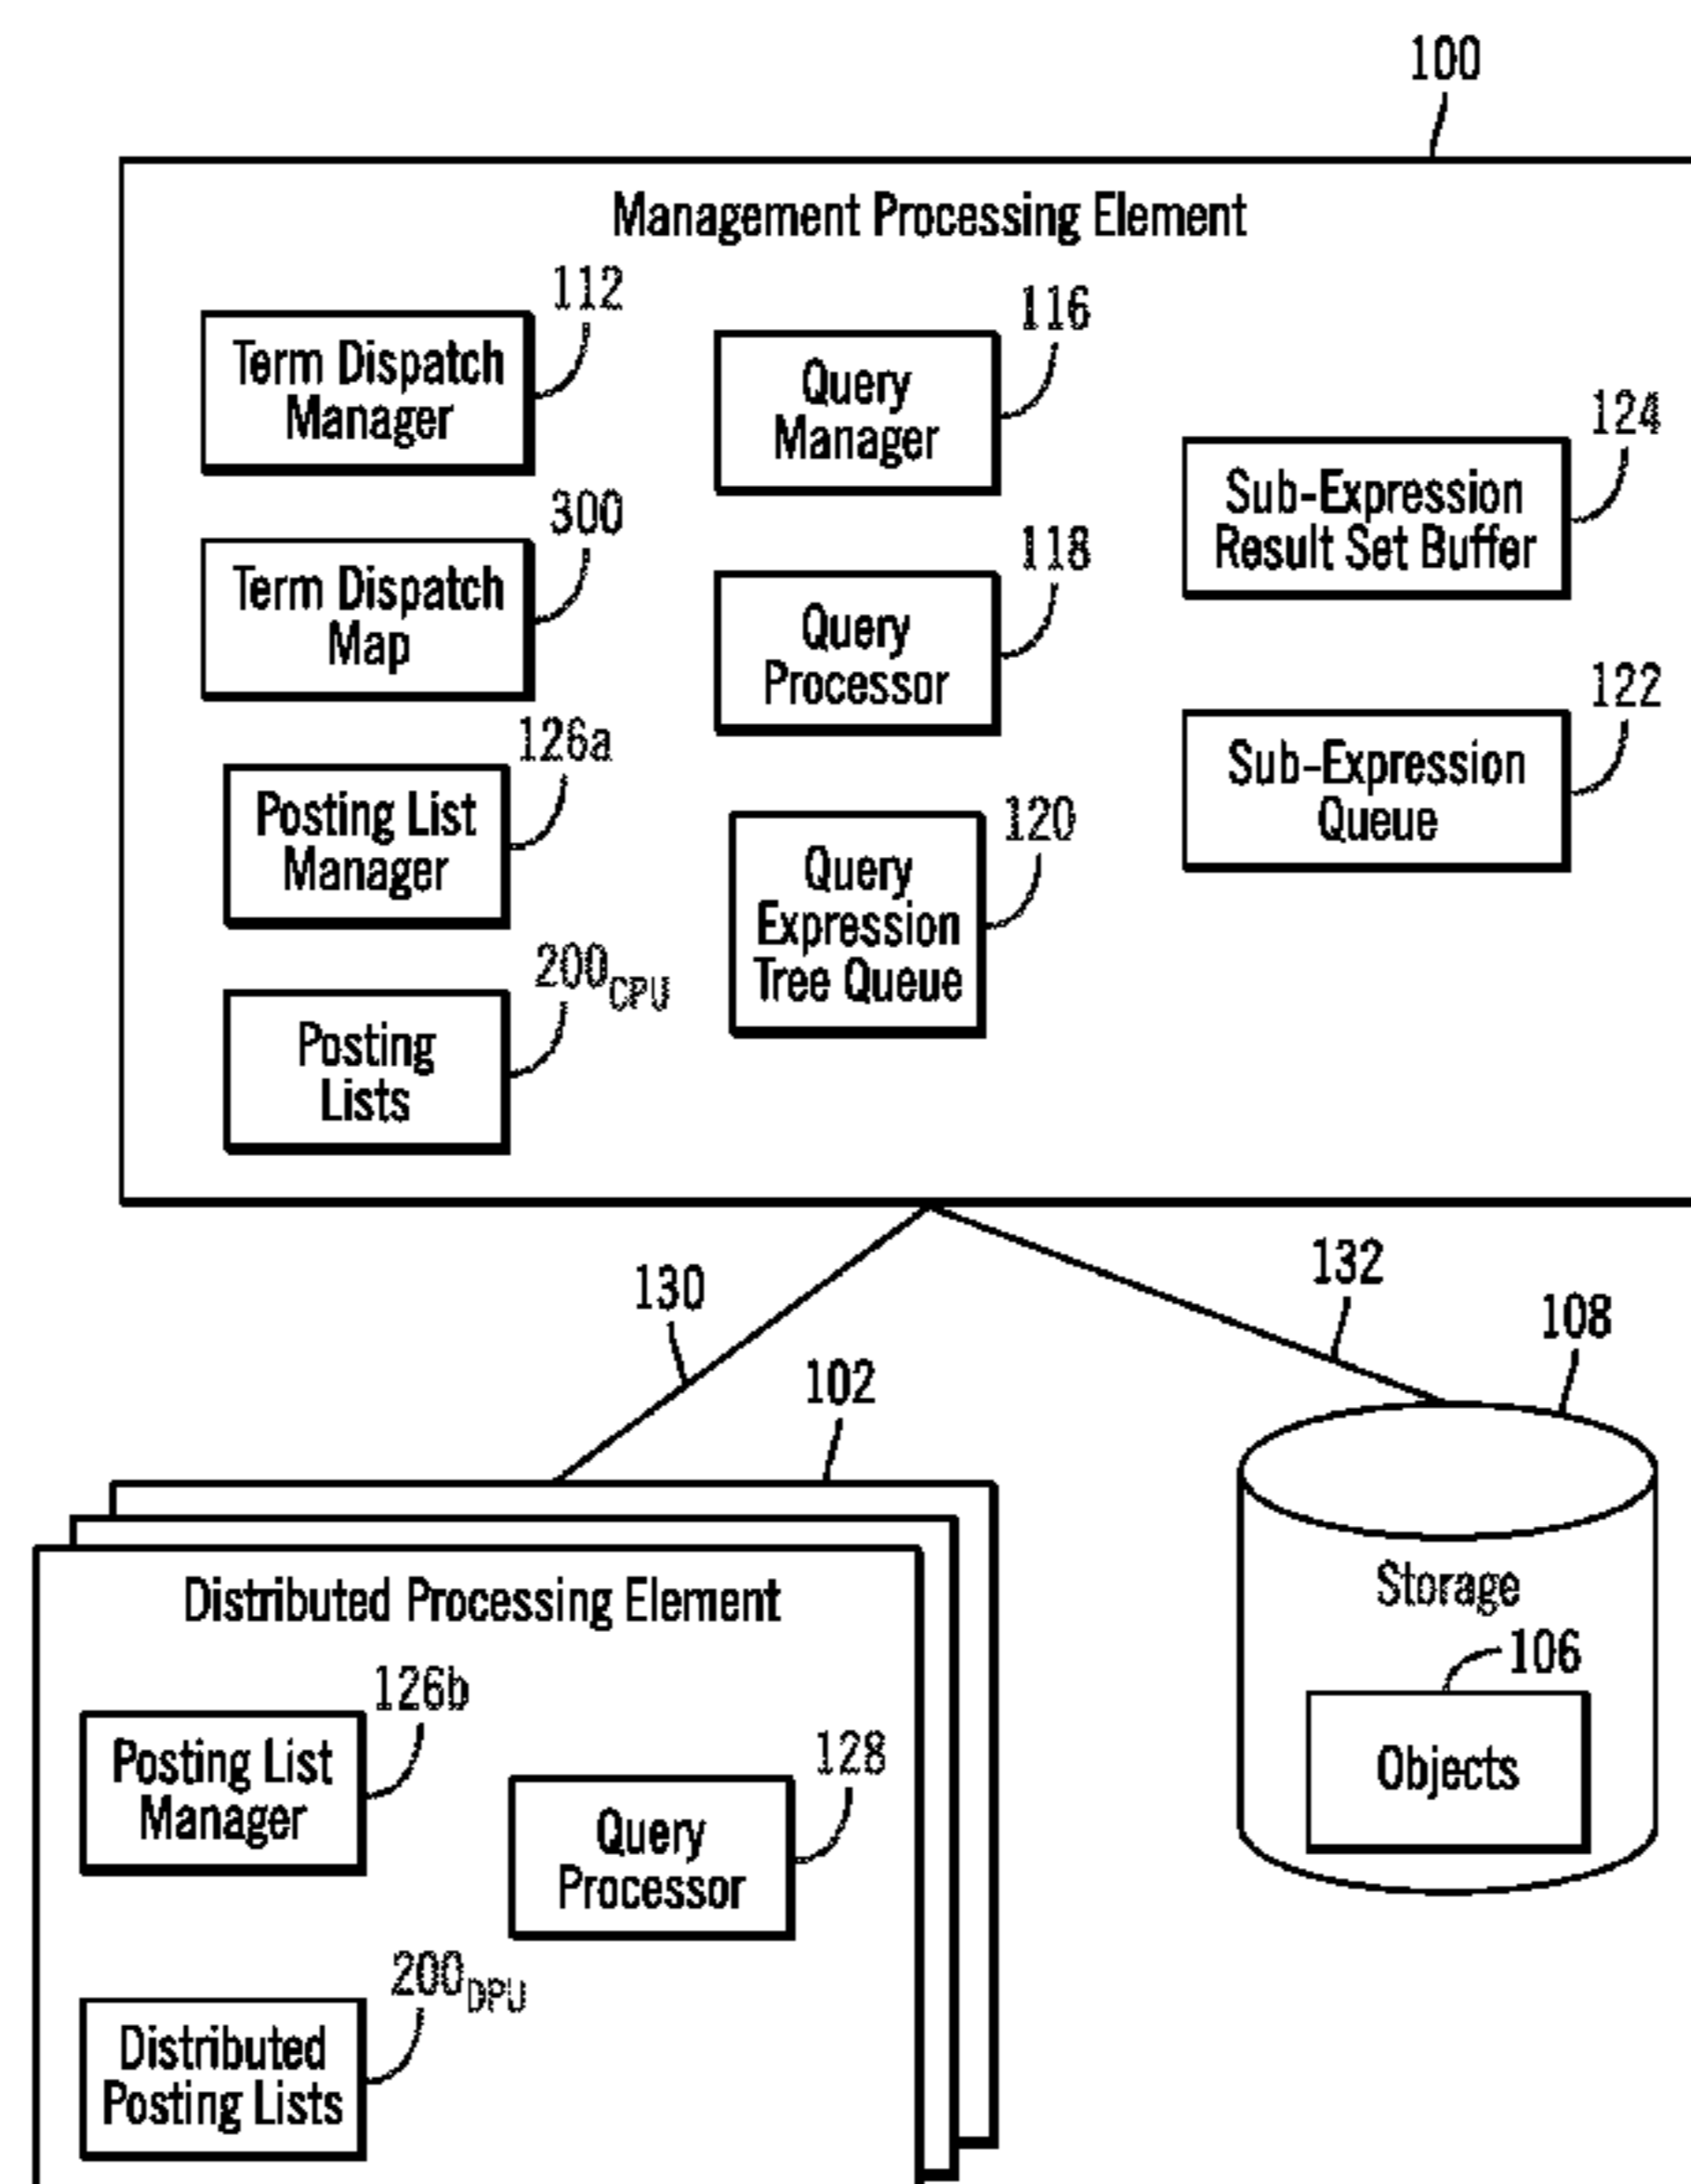 100
Management Processing Element
112
Term Dispatch
Manager
116
Query
Manager
124
Sub-Expression
Result Set Buffer
300
Term Dispatch
Map
118
Query
Processor
122
Sub-Expression
Queue
126a
Posting List
Manager
120
Query
Expression
Tree Queue
200CPU
Posting
Lists
130
132
108
102
Distributed Processing Element
Storage
106
Objects
126b
Posting List
Manager
128
Query
Processor
200DPU
Distributed
Posting Lists